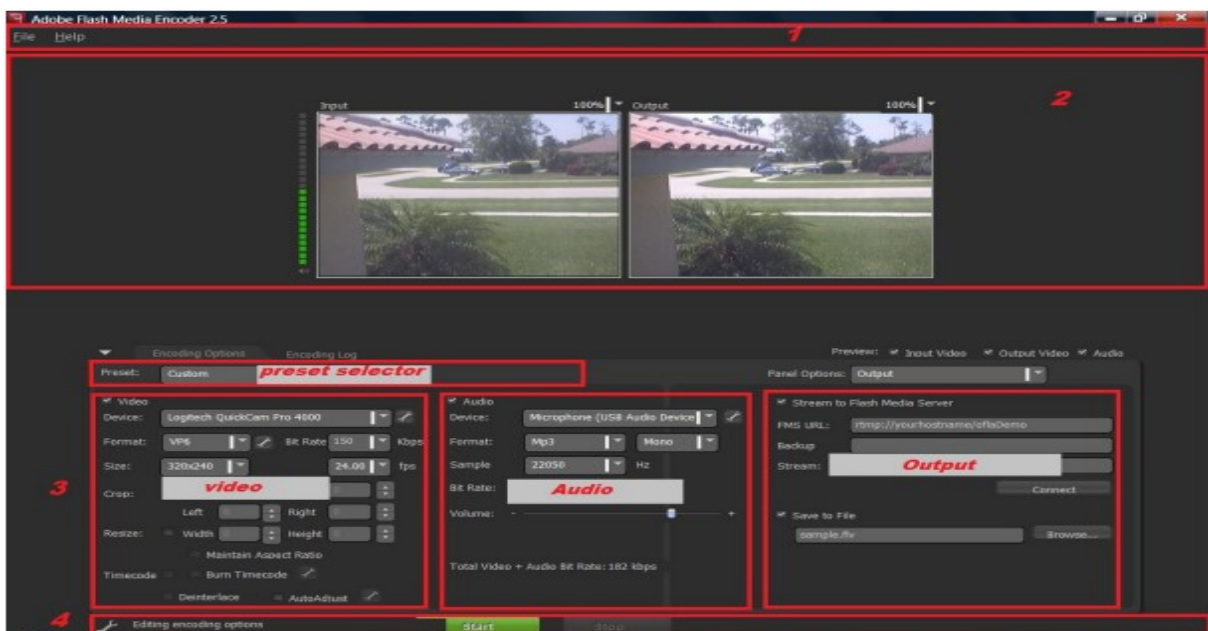 Adobe Flash Media Encoder 2.5
File Help
1
2
Input 100% Output 100%
Encoding Options Encoding Log
Preview: Input Video Output Video Audio
Preset: Custom preset selector
Panel Options: Output
Video
Device: Logitech QuickCam Pro 4000
Format: VP6 Bit Rate 150 Kbps
Size: 320x240 24.00 fps
video
Crop:
Left Right
Resize: Width Height
Maintain Aspect Ratio
Timecode Burn Timecode
Deinterlace AutoAdjust
3
Audio
Device: Microphone (USB Audio Device
Format: Mp3 Mono
Sample 22050 Hz
Bit Rate: Audio
Volume: - +
Total Video + Audio Bit Rate: 182 kbps
Stream to Flash Media Server
FMS URL: rtmp://yourhostname/oflaDemo
Backup
Stream: Output
Connect
Save to File
sample.flv Browse...
4
Editing encoding options Start Stop